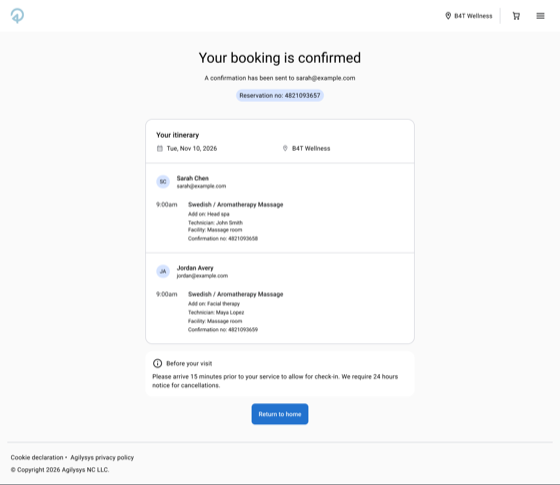 B4T Wellness
Your booking is confirmed
A confirmation has been sent to sarah@example.com
Reservation no: 4821093657
Your itinerary
Tue, Nov 10, 2026
B4T Wellness
SC
Sarah Chen
sarah@example.com
9:00am
Swedish / Aromatherapy Massage
Add on: Head spa
Technician: John Smith
Facility: Massage room
Confirmation no: 4821093658
JA
Jordan Avery
jordan@example.com
9:00am
Swedish / Aromatherapy Massage
Add on: Facial therapy
Technician: Maya Lopez
Facility: Massage room
Confirmation no: 4821093659
Before your visit
Please arrive 15 minutes prior to your service to allow for check-in. We require 24 hours
notice for cancellations.
Return to home
Cookie declaration • Agilysys privacy policy
© Copyright 2026 Agilysys NC LLC.